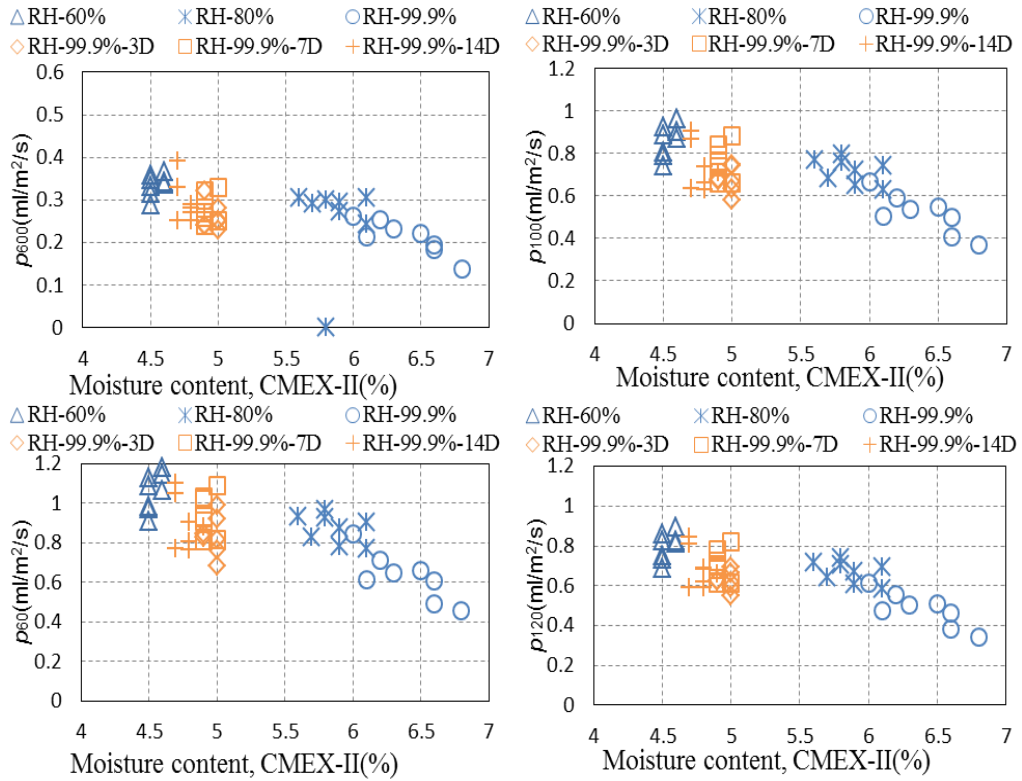 △RH-60% RH-80% ○RH-99.9%
◇RH-99.9%-3D □RH-99.9%-7D +RH-99.9%-14D
0.6
0.5
0.4
0.3
0.2
0.1
0
p600(ml/m²/s)
4 4.5 5 5.5 6 6.5 7
Moisture content, CMEX-II(%)
△RH-60% RH-80% ○RH-99.9%
◇RH-99.9%-3D □RH-99.9%-7D +RH-99.9%-14D
1.2
1
0.8
0.6
0.4
0.2
0
p100(ml/m²/s)
4 4.5 5 5.5 6 6.5 7
Moisture content, CMEX-II(%)
△RH-60% RH-80% ○RH-99.9%
◇RH-99.9%-3D □RH-99.9%-7D +RH-99.9%-14D
1.2
1
0.8
0.6
0.4
0.2
0
p60(ml/m²/s)
4 4.5 5 5.5 6 6.5 7
Moisture content, CMEX-II(%)
△RH-60% RH-80% ○RH-99.9%
◇RH-99.9%-3D □RH-99.9%-7D +RH-99.9%-14D
1.2
1
0.8
0.6
0.4
0.2
0
p120(ml/m²/s)
4 4.5 5 5.5 6 6.5 7
Moisture content, CMEX-II(%)